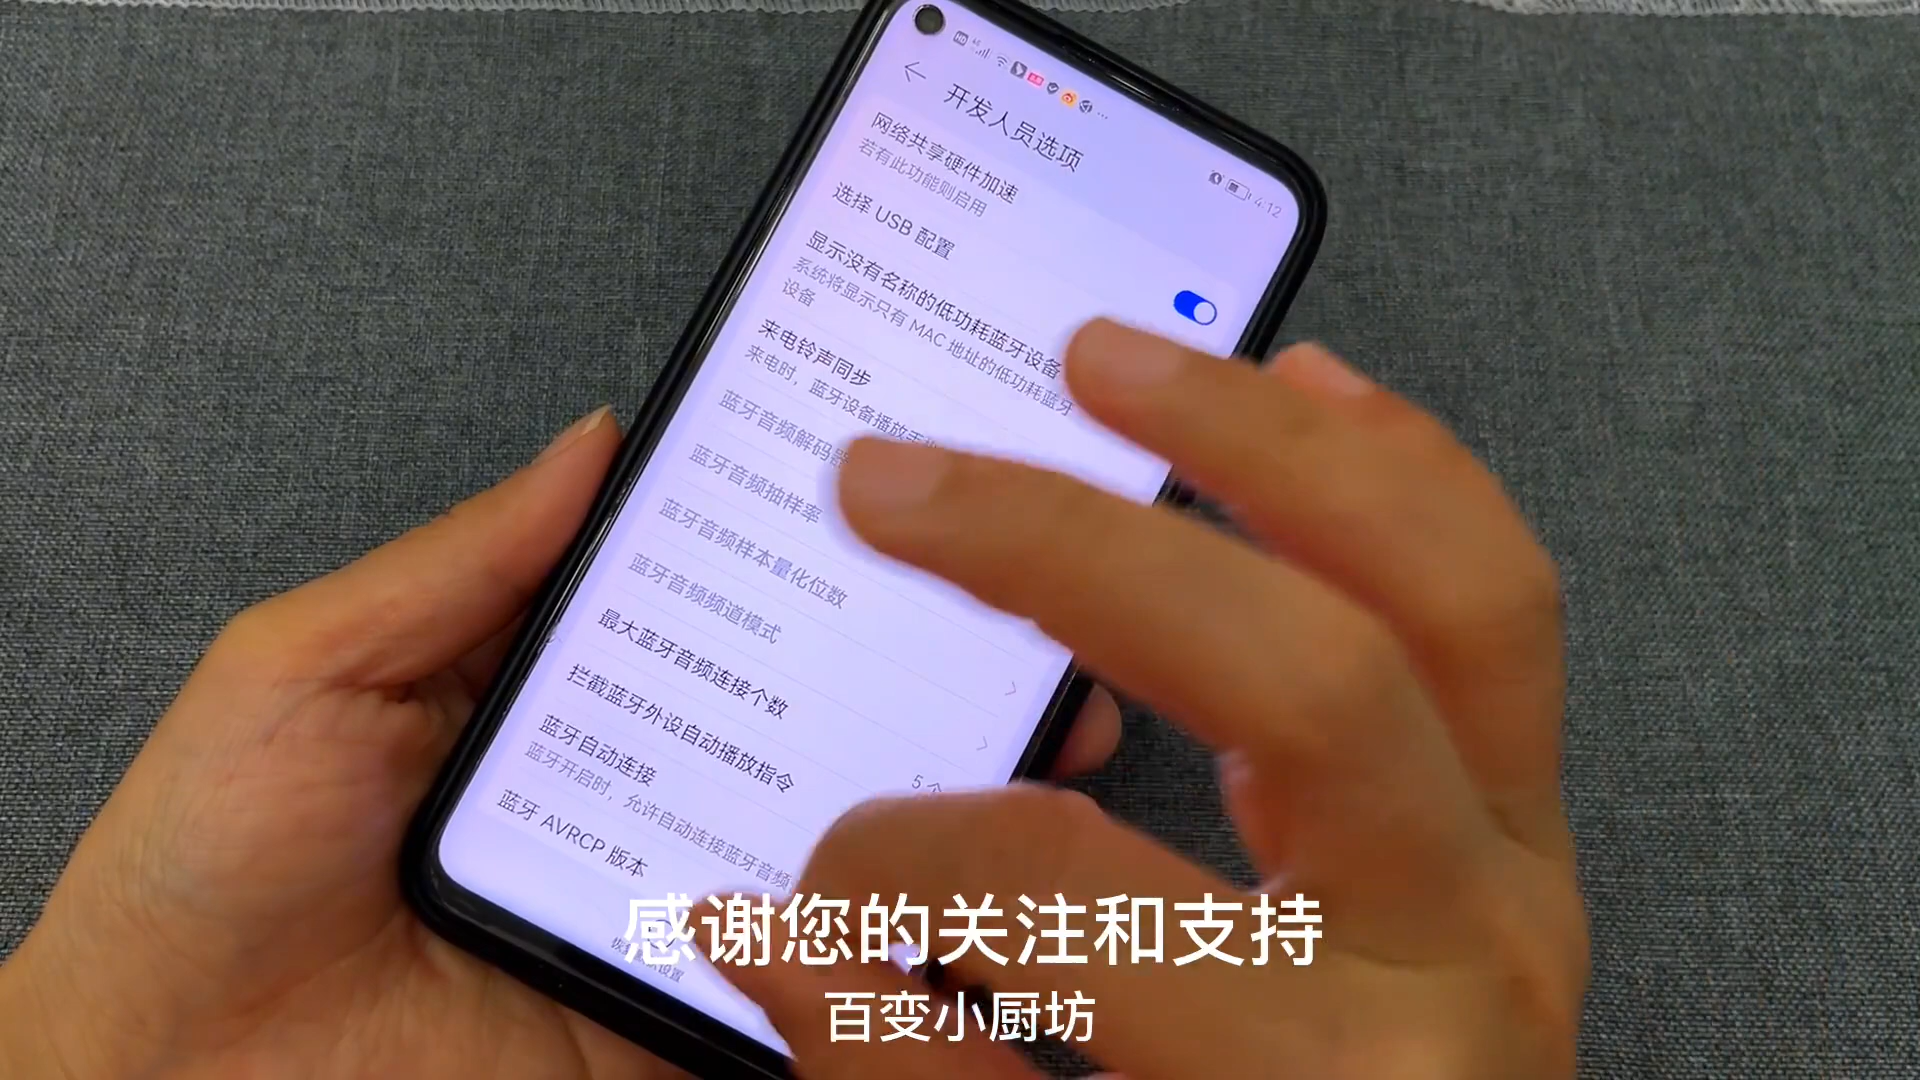 4:12
开发人员选项
网络共享硬件加速
若有此功能则启用
选择 USB 配置
显示没有名称的低功耗蓝牙设备
系统将显示只有 MAC 地址的低功耗蓝牙
设备
来电铃声同步
来电时，蓝牙设备播放手
蓝牙音频解码器
蓝牙音频抽样率
蓝牙音频样本量化位数
蓝牙音频频道模式
最大蓝牙音频连接个数
5 个
拦截蓝牙外设自动播放指令
蓝牙自动连接
蓝牙开启时，允许自动连接蓝牙音频
蓝牙 AVRCP 版本
感谢您的关注和支持
百变小厨坊